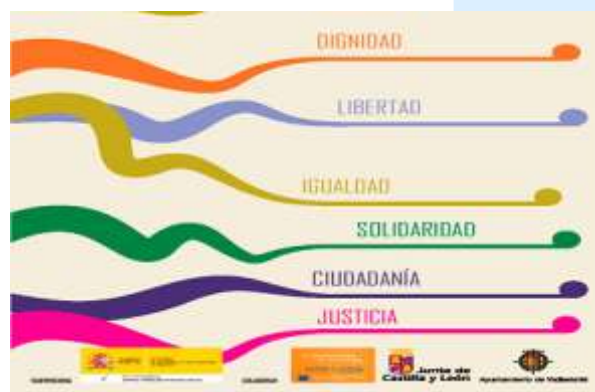 DIGNIDAD
LIBERTAD
IGUALDAD
SOLIDARIDAD
CIUDADANÍA
JUSTICIA
Junta de
Castilla y León
Ayuntamiento de Valladolid